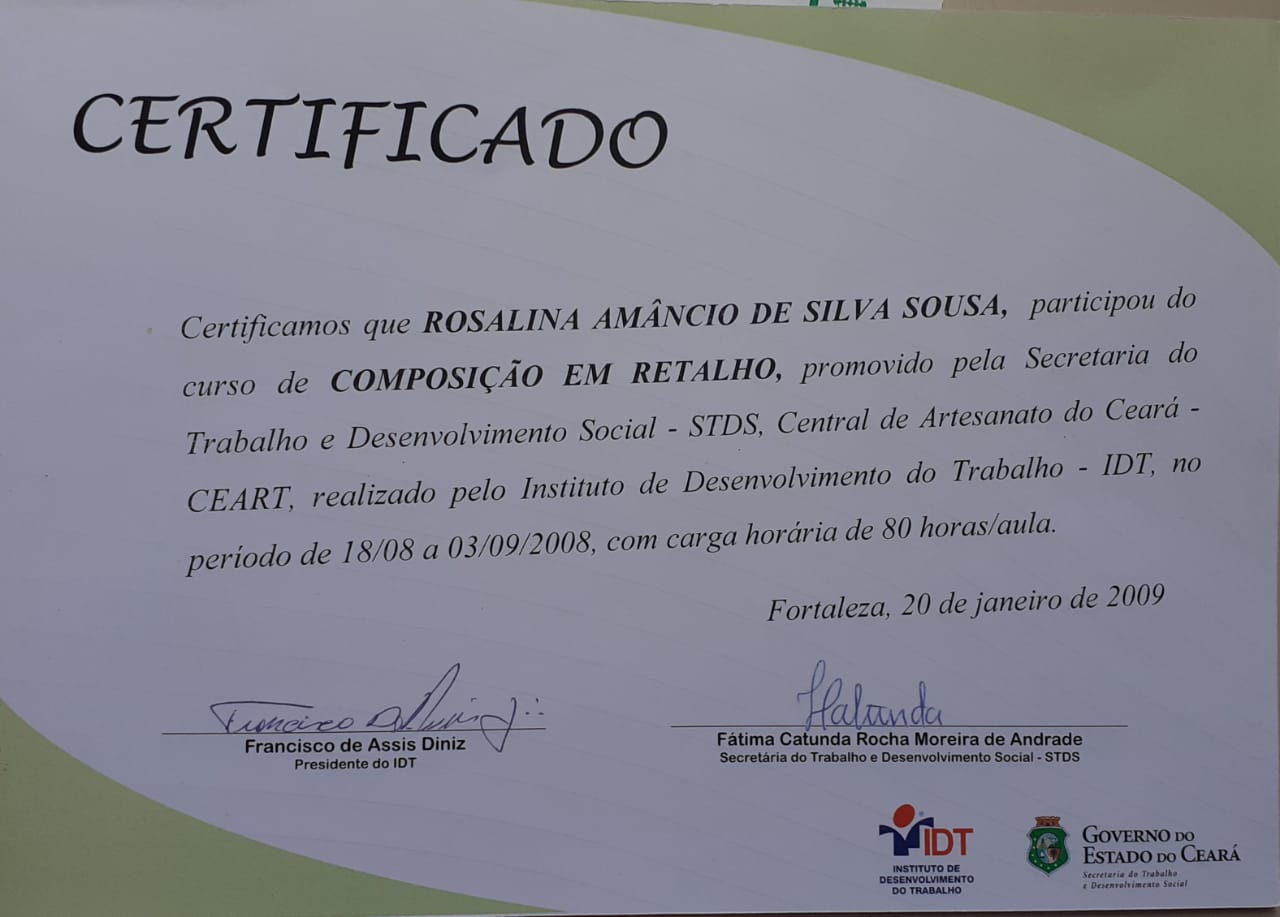 CERTIFICADO
Certificamos que ROSALINA AMÂNCIO DE SILVA SOUSA, participou do
curso de COMPOSIÇÃO EM RETALHO, promovido pela Secretaria do
Trabalho e Desenvolvimento Social - STDS, Central de Artesanato do Ceará -
CEART, realizado pelo Instituto de Desenvolvimento do Trabalho - IDT, no
período de 18/08 a 03/09/2008, com carga horária de 80 horas/aula.
Fortaleza, 20 de janeiro de 2009
Francisco de Assis Diniz
Presidente do IDT
Fátima Catunda Rocha Moreira de Andrade
Secretária do Trabalho e Desenvolvimento Social - STDS
IDT
INSTITUTO DE
DESENVOLVIMENTO
DO TRABALHO
GOVERNO DO
ESTADO DO CEARÁ
Secretaria do Trabalho
e Desenvolvimento Social